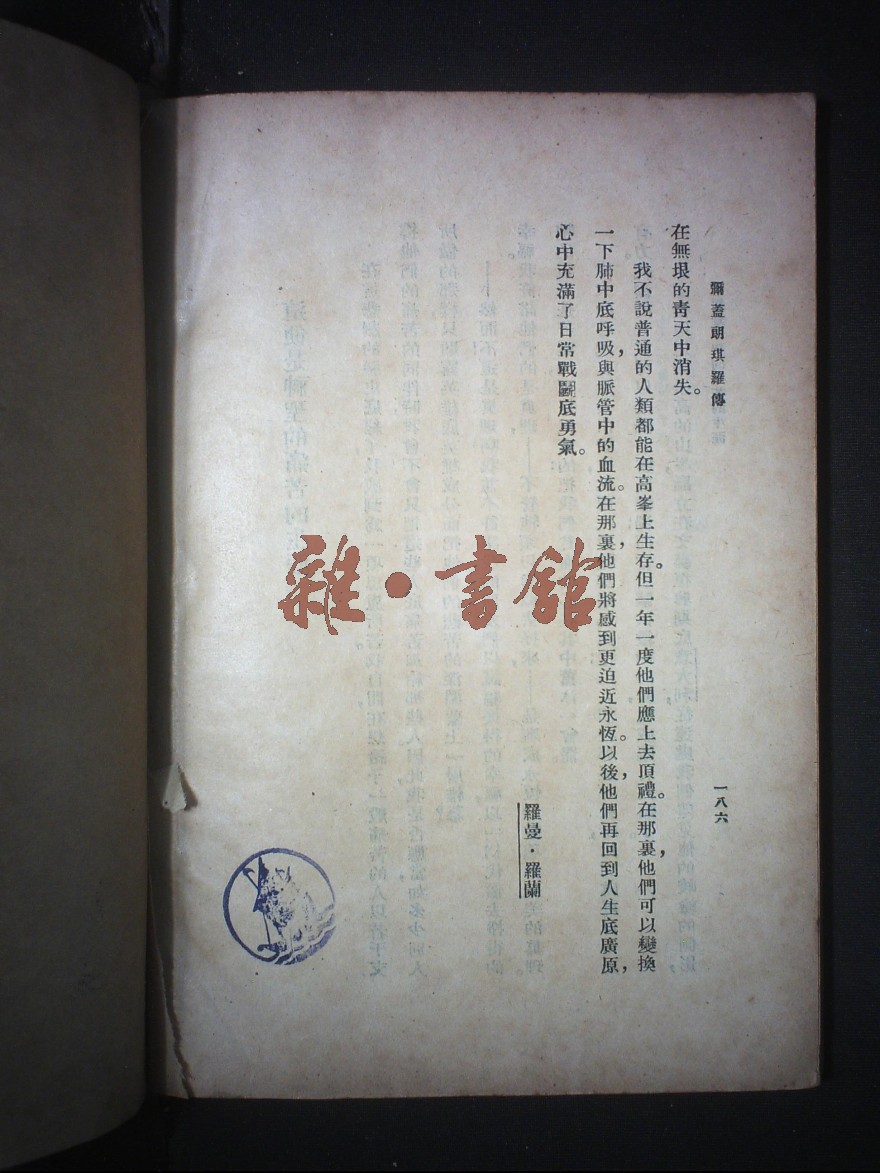 彌蓋朗琪羅傳
一八六
在無垠的靑天中消失。
我不說普通的人類都能在高峯上生存。但一年一度他們應上去頂禮。在那裏，他們可以變換
一下肺中底呼吸，與脈管中的血流。在那裏，他們將感到更迫近永恆。以後，他們再回到人生底廣原，
心中充滿了日常戰鬭底勇氣。
羅曼・羅蘭
雜・書館